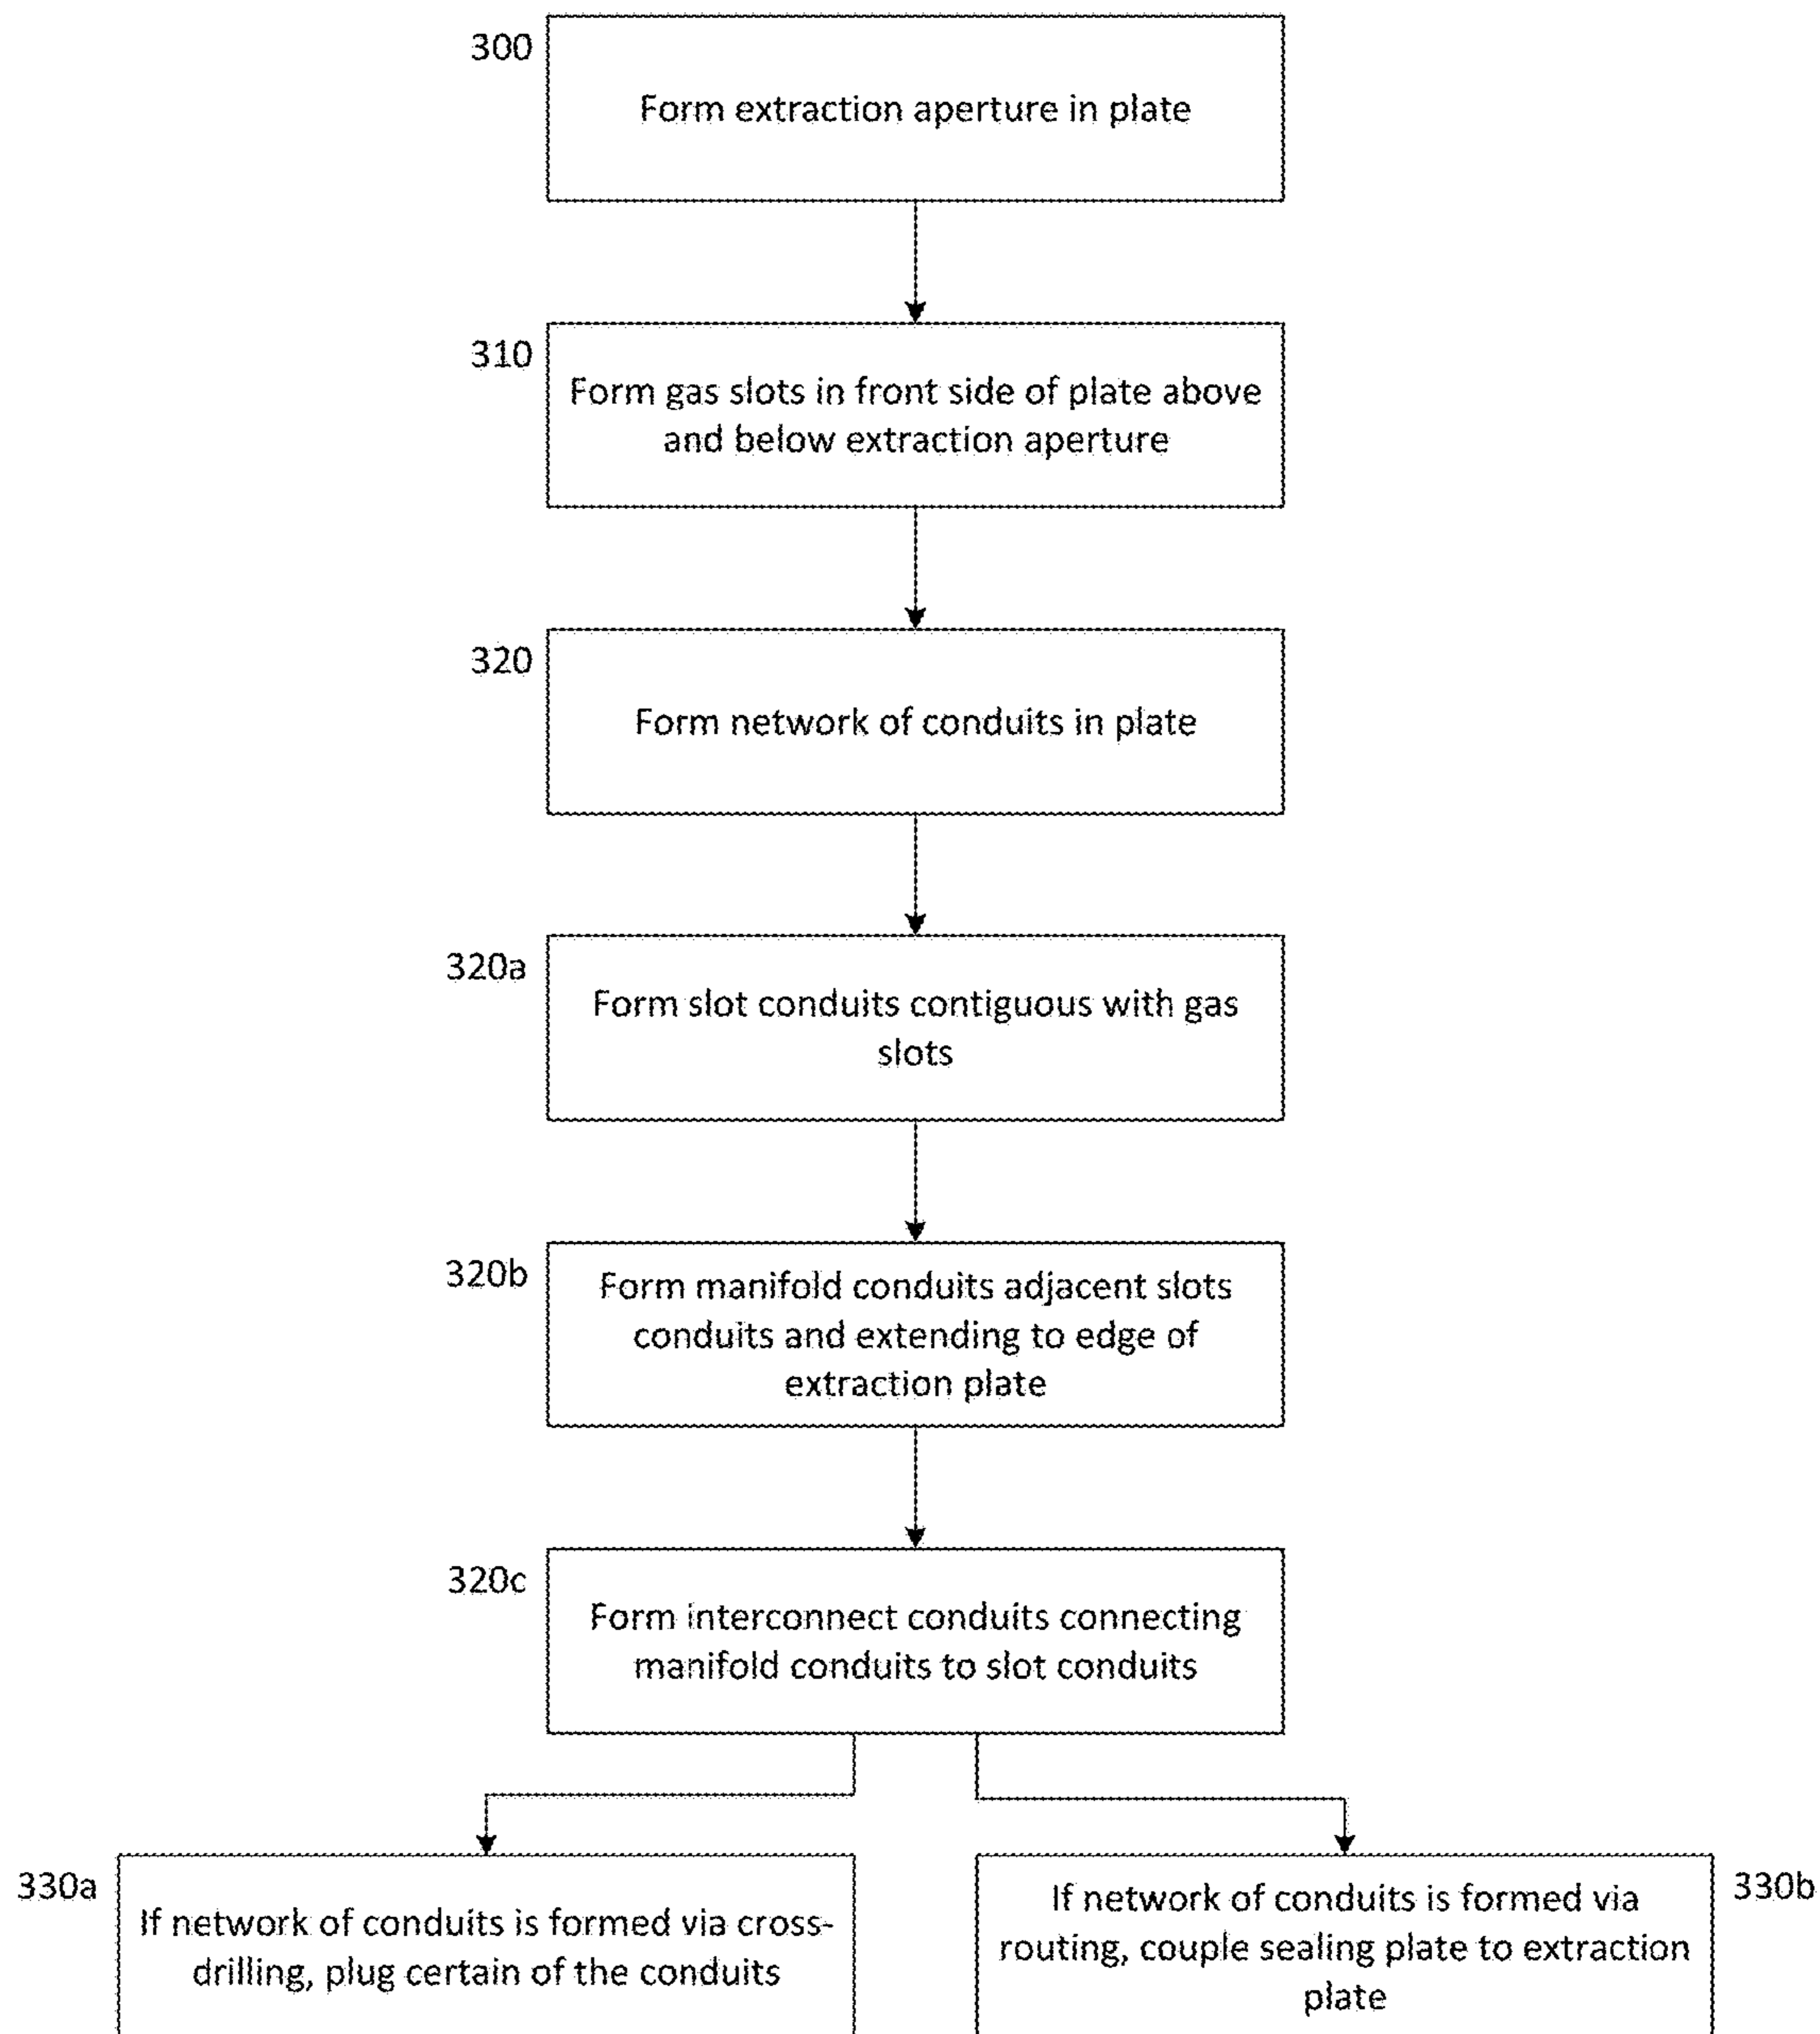 300
Form extraction aperture in plate
310
Form gas slots in front side of plate above
and below extraction aperture
320
Form network of conduits in plate
320a
Form slot conduits contiguous with gas
slots
320b
Form manifold conduits adjacent slots
conduits and extending to edge of
extraction plate
320c
Form interconnect conduits connecting
manifold conduits to slot conduits
330a
If network of conduits is formed via cross-
drilling, plug certain of the conduits
330b
If network of conduits is formed via
routing, couple sealing plate to extraction
plate